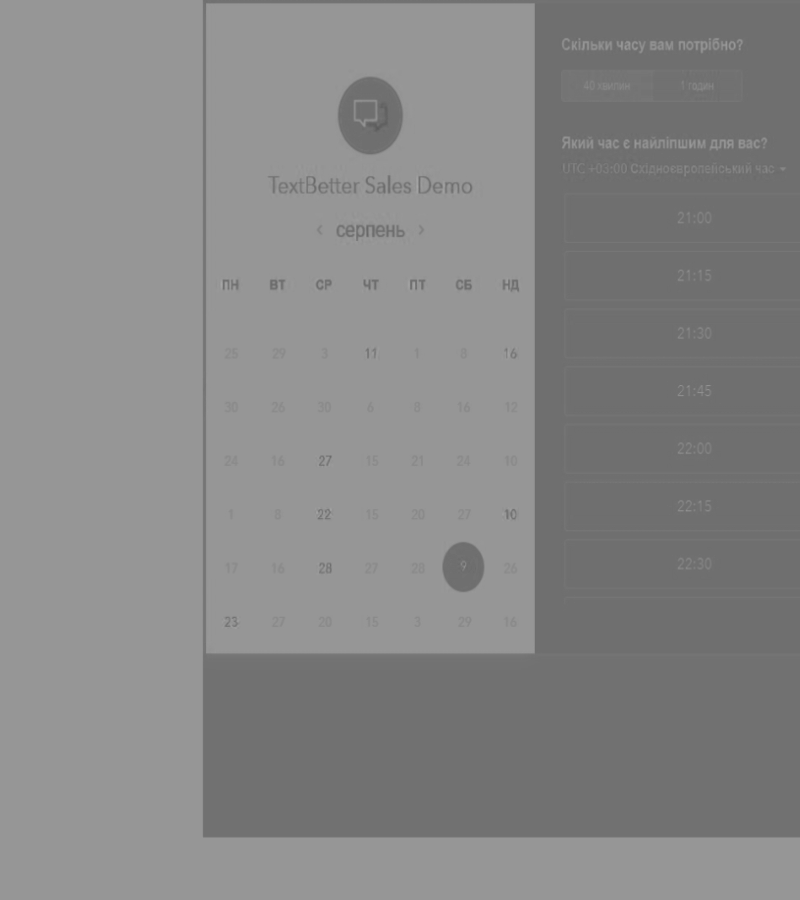 TextBetter Sales Demo
‹ серпень ›
ПН ВТ СР ЧТ ПТ СБ НД
25 29 3 11 1 8 16
30 26 30 6 8 16 12
24 16 27 15 21 24 10
1 8 22 15 20 27 10
17 16 28 27 28 9 26
23 27 20 15 3 29 16
Скільки часу вам потрібно?
40 хвилин 1 годин
Який час є найліпшим для вас?
UTC +03:00 Східноєвропейський час
21:00
21:15
21:30
21:45
22:00
22:15
22:30